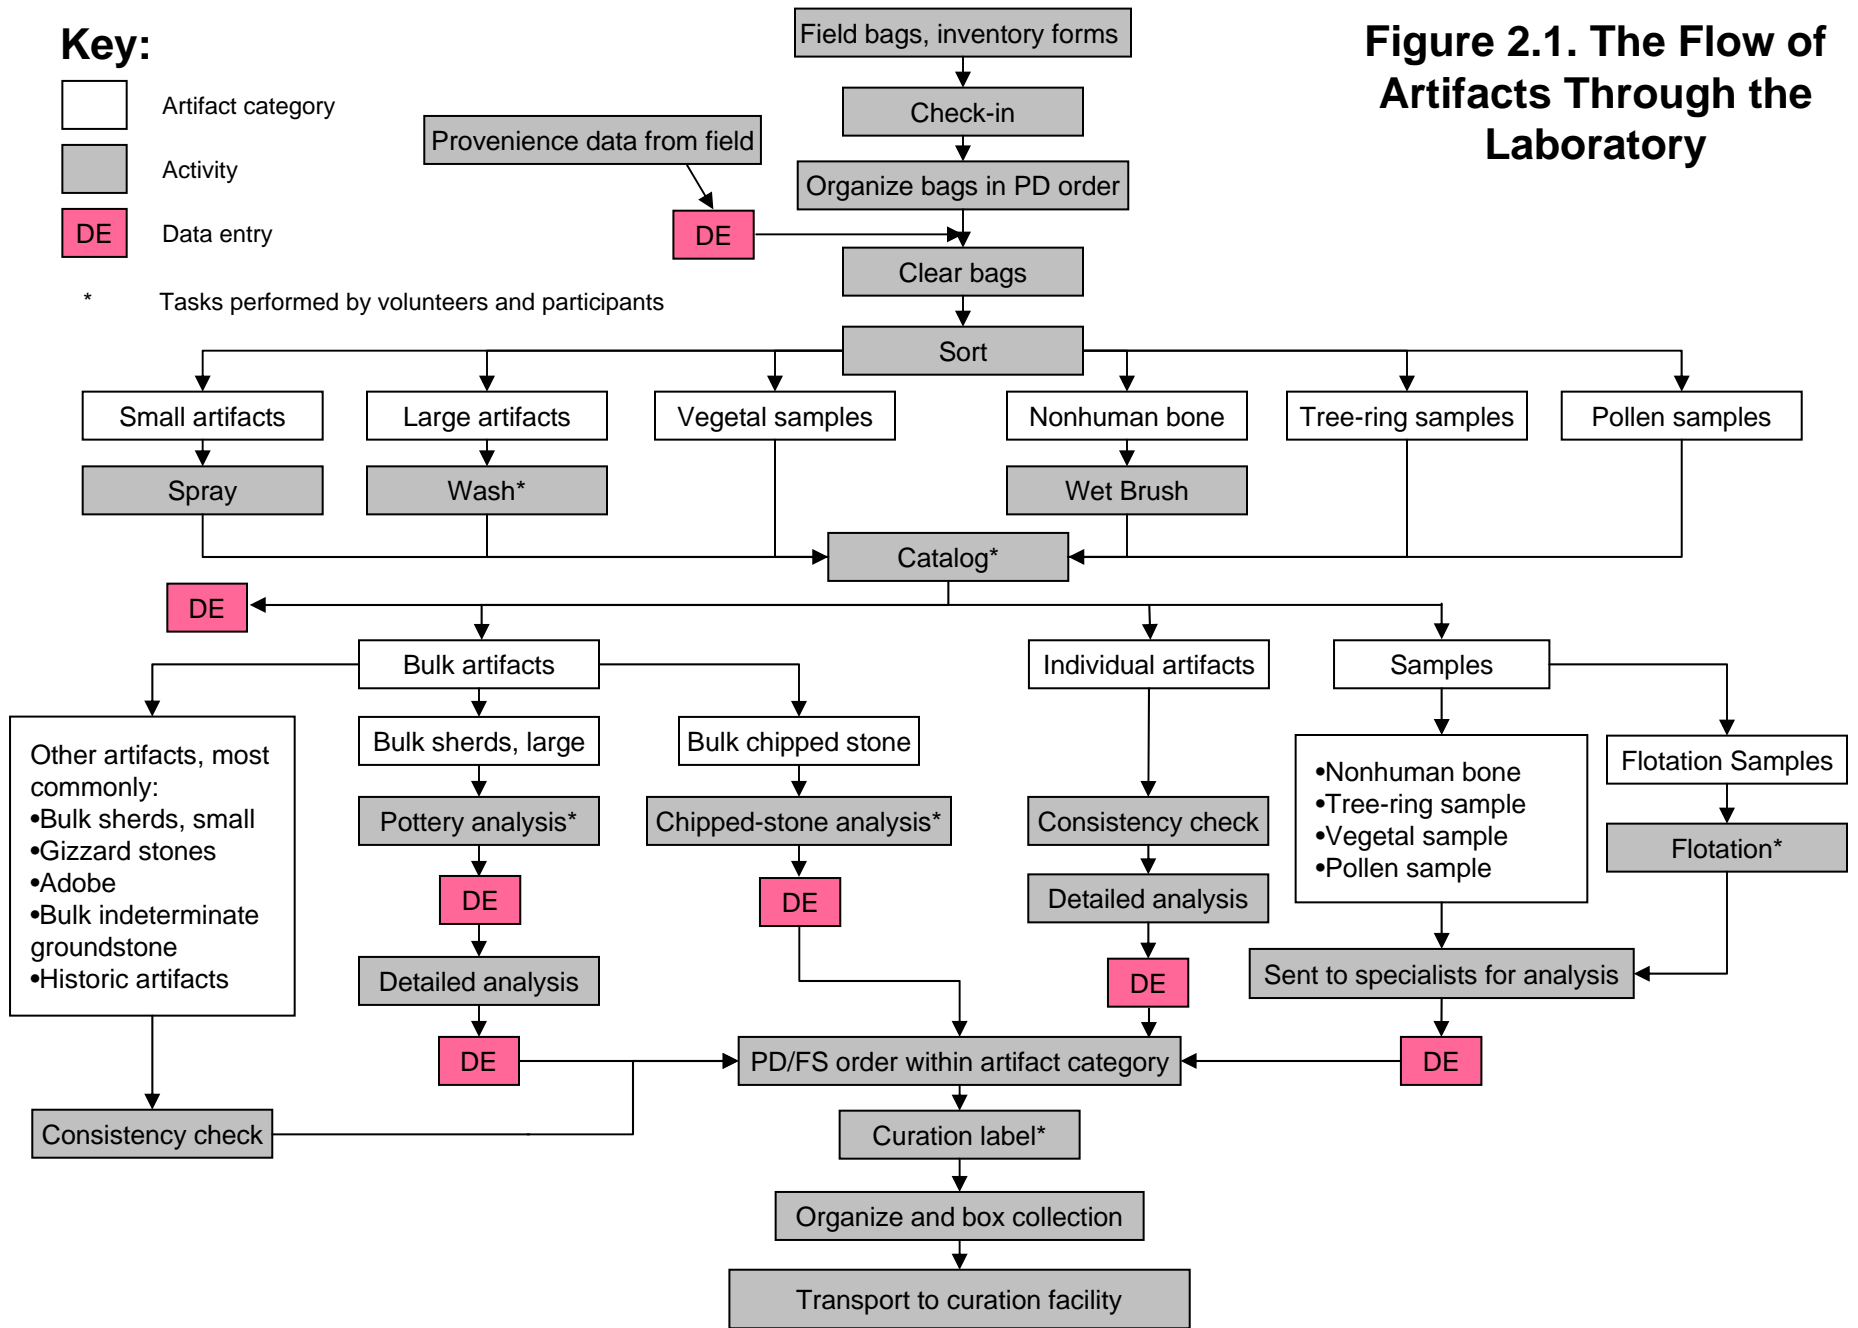 Key:
Artifact category
Activity
DE
Data entry
*
Tasks performed by volunteers and participants
Figure 2.1. The Flow of
Artifacts Through the
Laboratory
Field bags, inventory forms
Check-in
Provenience data from field
Organize bags in PD order
DE
Clear bags
Sort
Small artifacts
Large artifacts
Vegetal samples
Nonhuman bone
Tree-ring samples
Pollen samples
Spray
Wash*
Wet Brush
Catalog*
DE
Bulk artifacts
Individual artifacts
Samples
Other artifacts, most
commonly:
•Bulk sherds, small
•Gizzard stones
•Adobe
•Bulk indeterminate
groundstone
•Historic artifacts
Bulk sherds, large
Bulk chipped stone
•Nonhuman bone
•Tree-ring sample
•Vegetal sample
•Pollen sample
Flotation Samples
Pottery analysis*
Chipped-stone analysis*
Consistency check
Flotation*
DE
DE
Detailed analysis
Detailed analysis
DE
Sent to specialists for analysis
DE
PD/FS order within artifact category
DE
Consistency check
Curation label*
Organize and box collection
Transport to curation facility